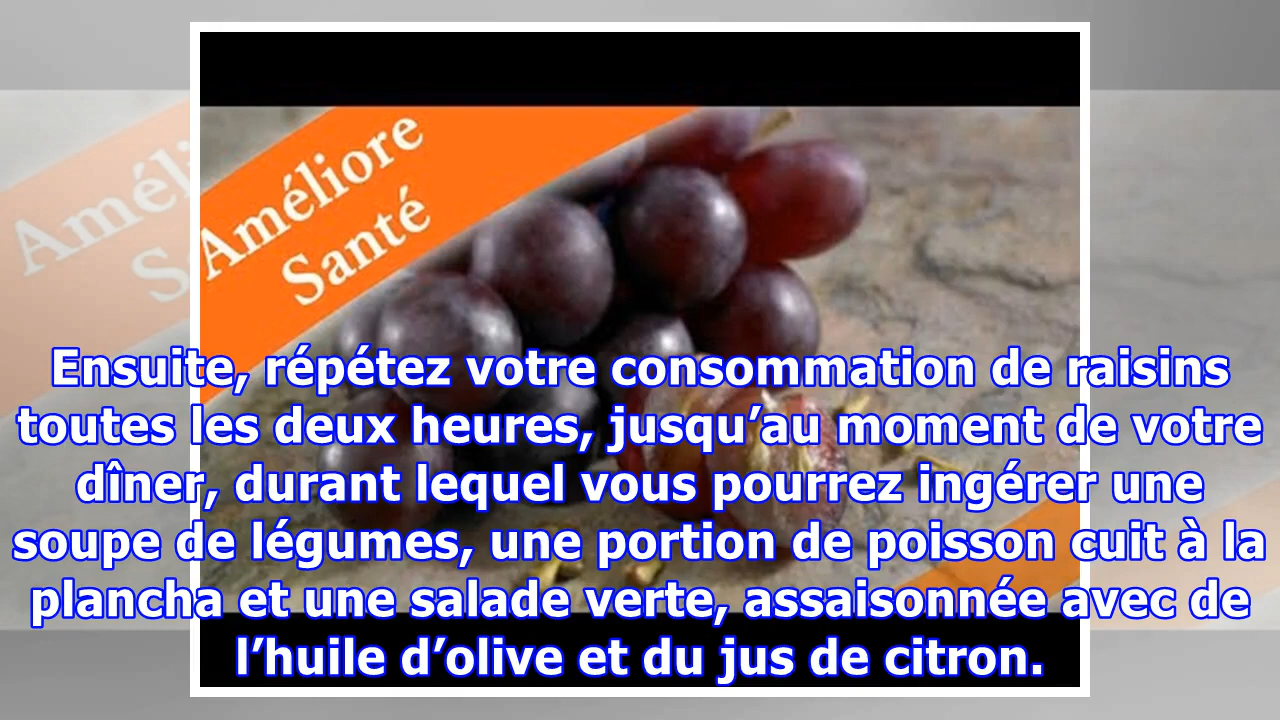 Améliore
Santé
Améli
S
Ensuite, répétez votre consommation de raisins
toutes les deux heures, jusqu’au moment de votre
dîner, durant lequel vous pourrez ingérer une
soupe de légumes, une portion de poisson cuit à la
plancha et une salade verte, assaisonnée avec de
l’huile d’olive et du jus de citron.